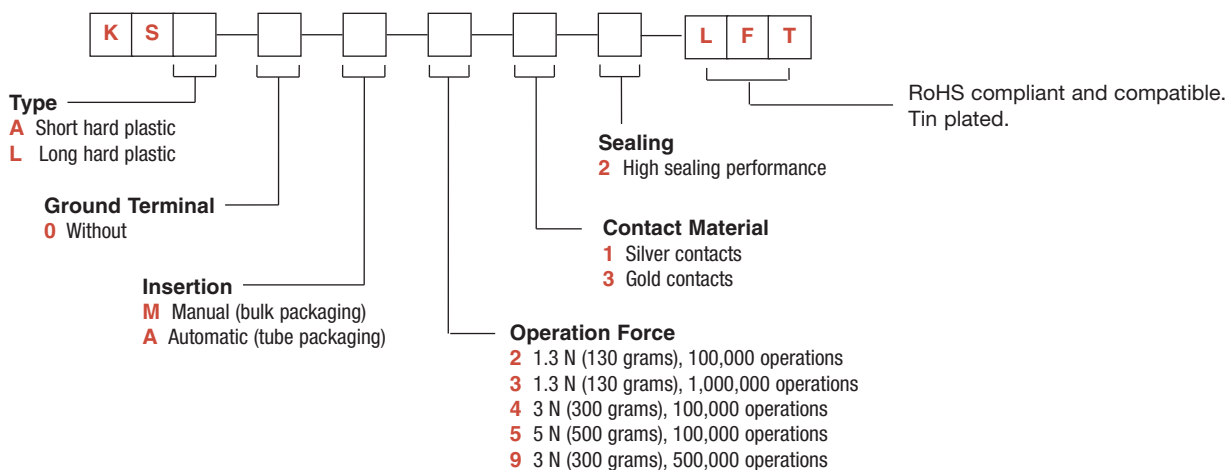 K S L F T
Type
A Short hard plastic
L Long hard plastic
RoHS compliant and compatible.
Tin plated.
Sealing
2 High sealing performance
Ground Terminal
0 Without
Contact Material
1 Silver contacts
3 Gold contacts
Insertion
M Manual (bulk packaging)
A Automatic (tube packaging)
Operation Force
2 1.3 N (130 grams), 100,000 operations
3 1.3 N (130 grams), 1,000,000 operations
4 3 N (300 grams), 100,000 operations
5 5 N (500 grams), 100,000 operations
9 3 N (300 grams), 500,000 operations